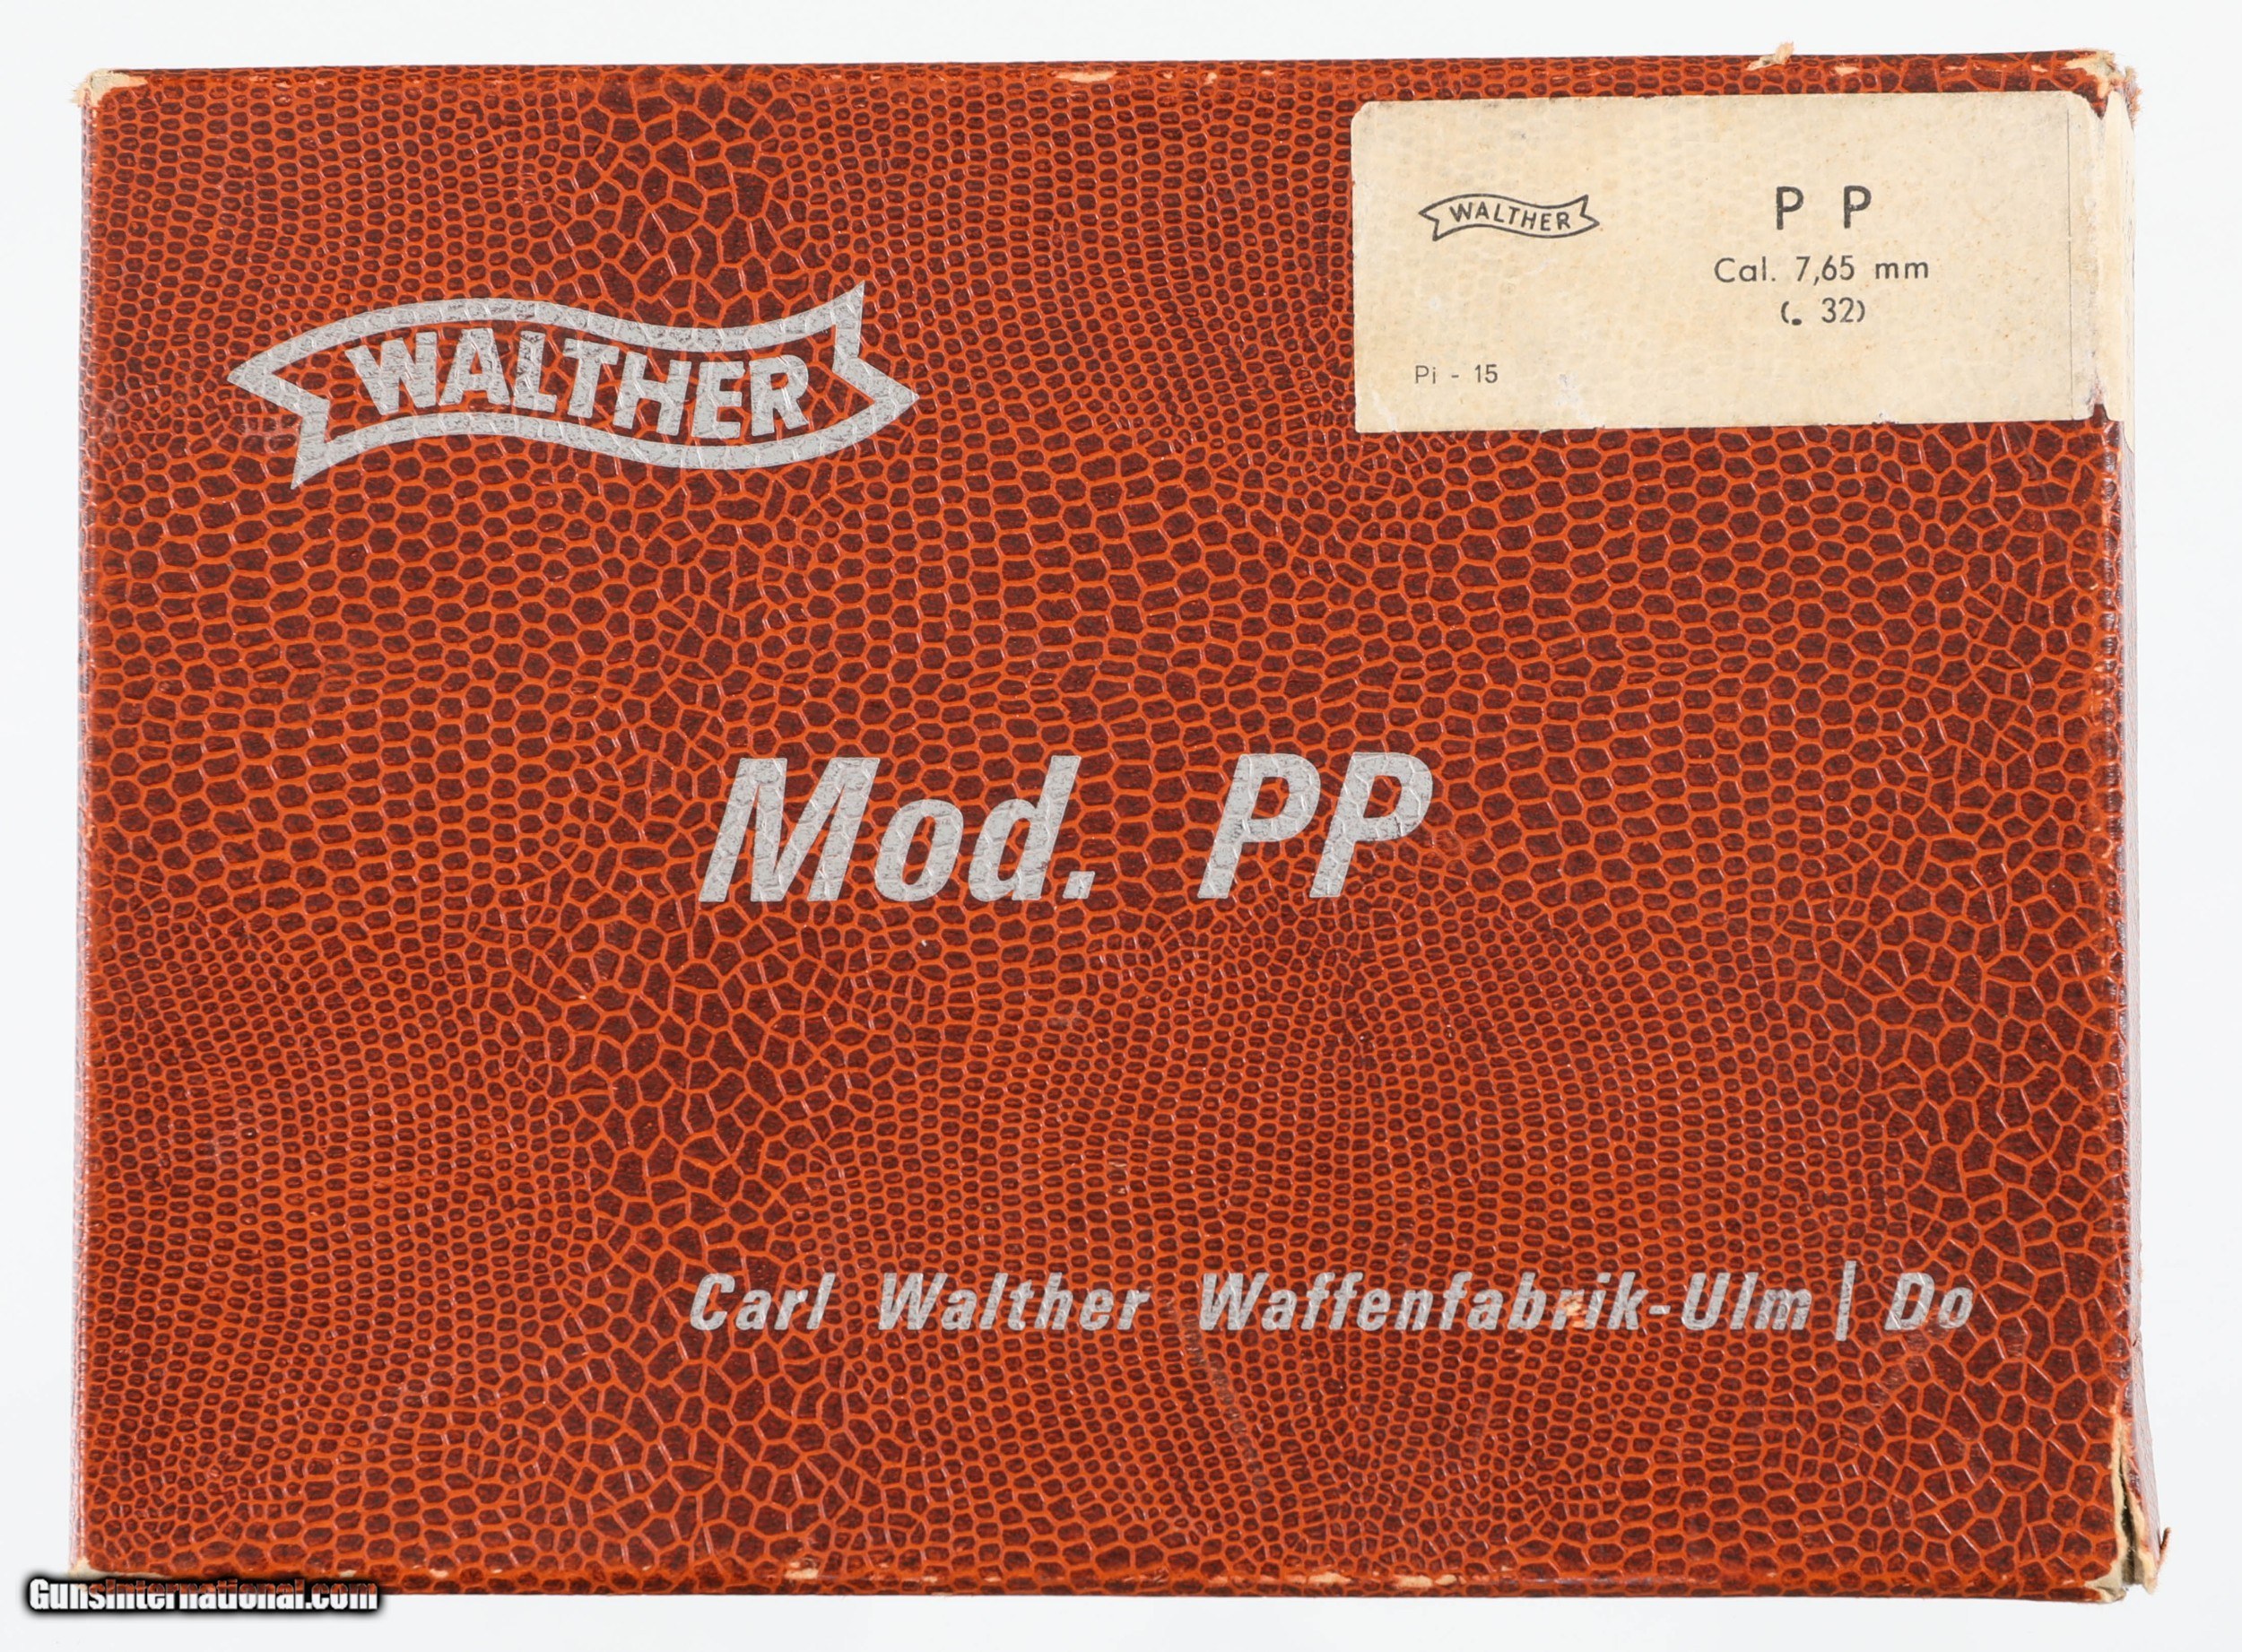 WALTHER
P P
Cal. 7,65 mm
(. 32)
Pi - 15
WALTHER
Mod. PP
Carl Walther Waffenfabrik-Ulm | Do
GunsInternational.com